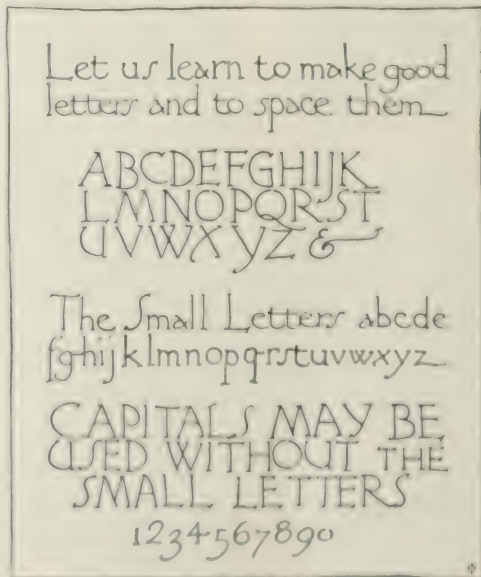 Let us learn to make good
letters and to space them
ABCDEFGHIJK
LMNOPQRST
UVWXYZ &
The Small Letters abcde
fghijklmnopqrstuvwxyz
CAPITALS MAY BE
USED WITHOUT THE
SMALL LETTERS
1234567890